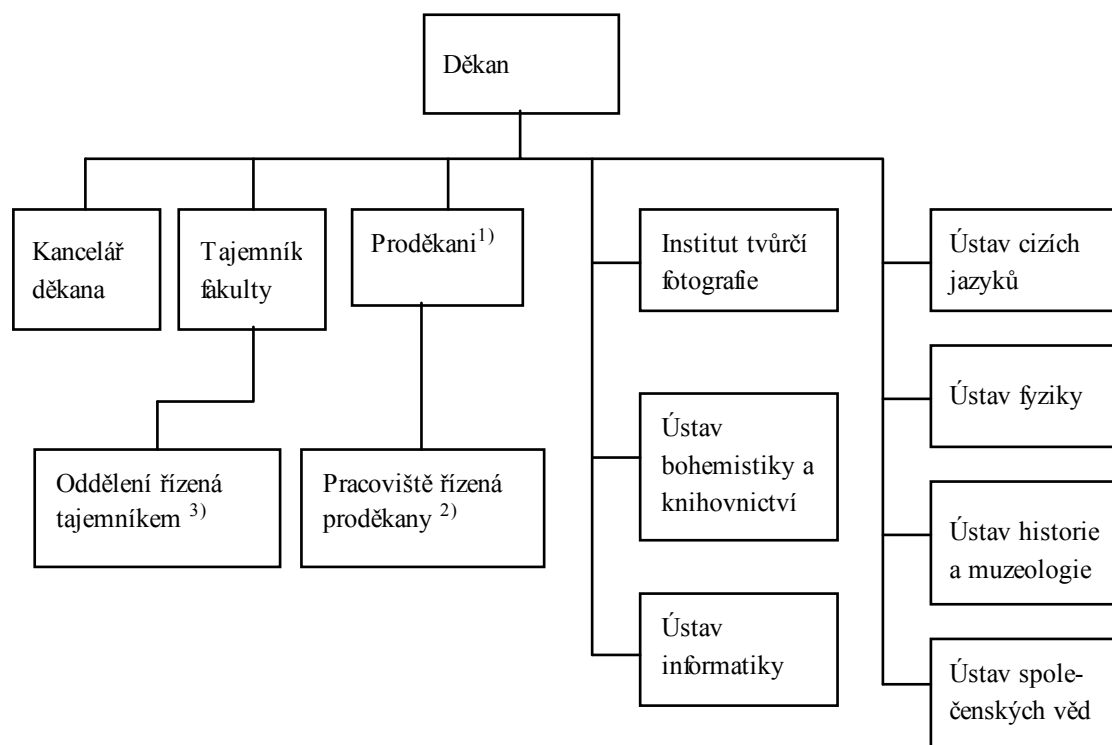 Děkan
Kancelář
děkana
Tajemník
fakulty
Proděkani1)
Institut tvůrčí
fotografie
Ústav cizích
jazyků
Ústav fyziky
Oddělení řízená
tajemníkem 3)
Pracoviště řízená
proděkany 2)
Ústav
bohemistiky a
knihovnictví
Ústav historie
a muzeologie
Ústav
informatiky
Ústav spole-
čenských věd